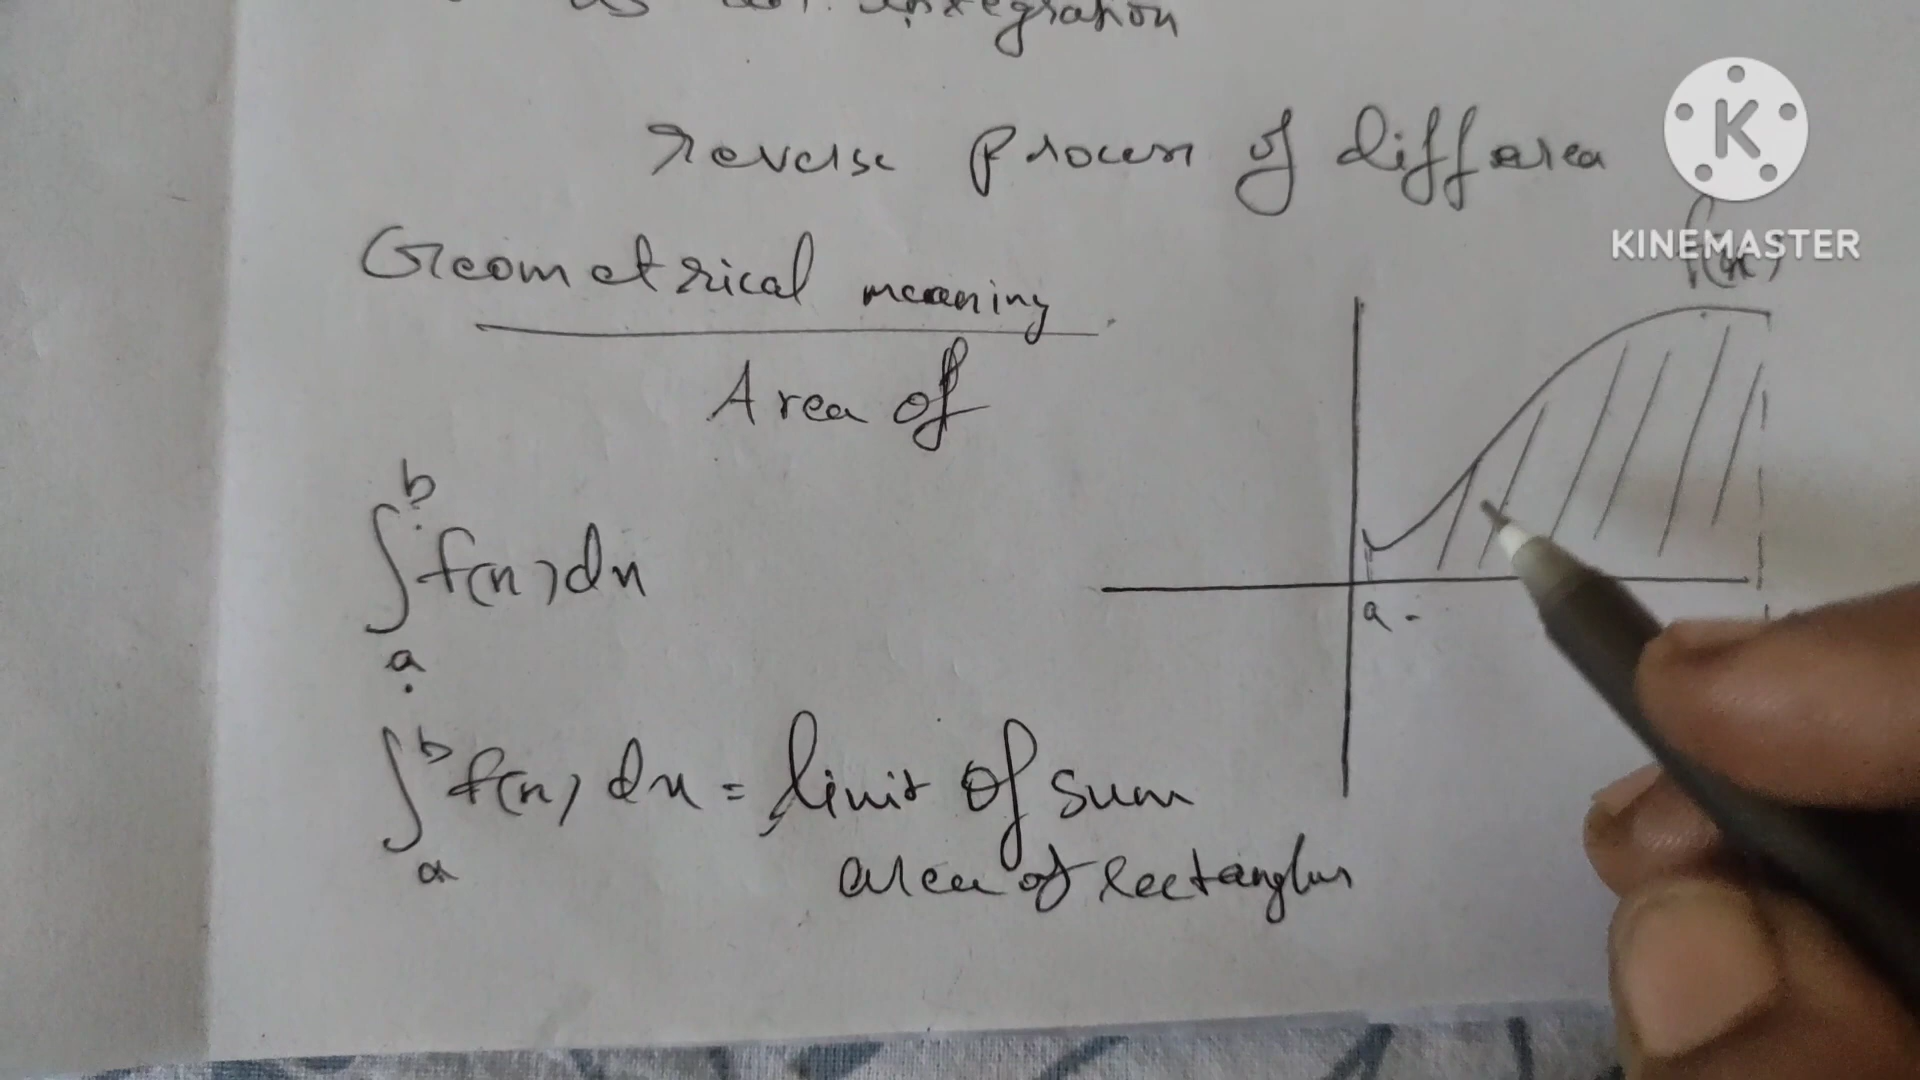 integration
reverse process of differen
K
KINEMASTER
f(x)
Geometrical meaning
Area of
∫ₐᵇ f(x) dx
a
∫ₐᵇ f(x) dx = limit of sum
area of rectangles